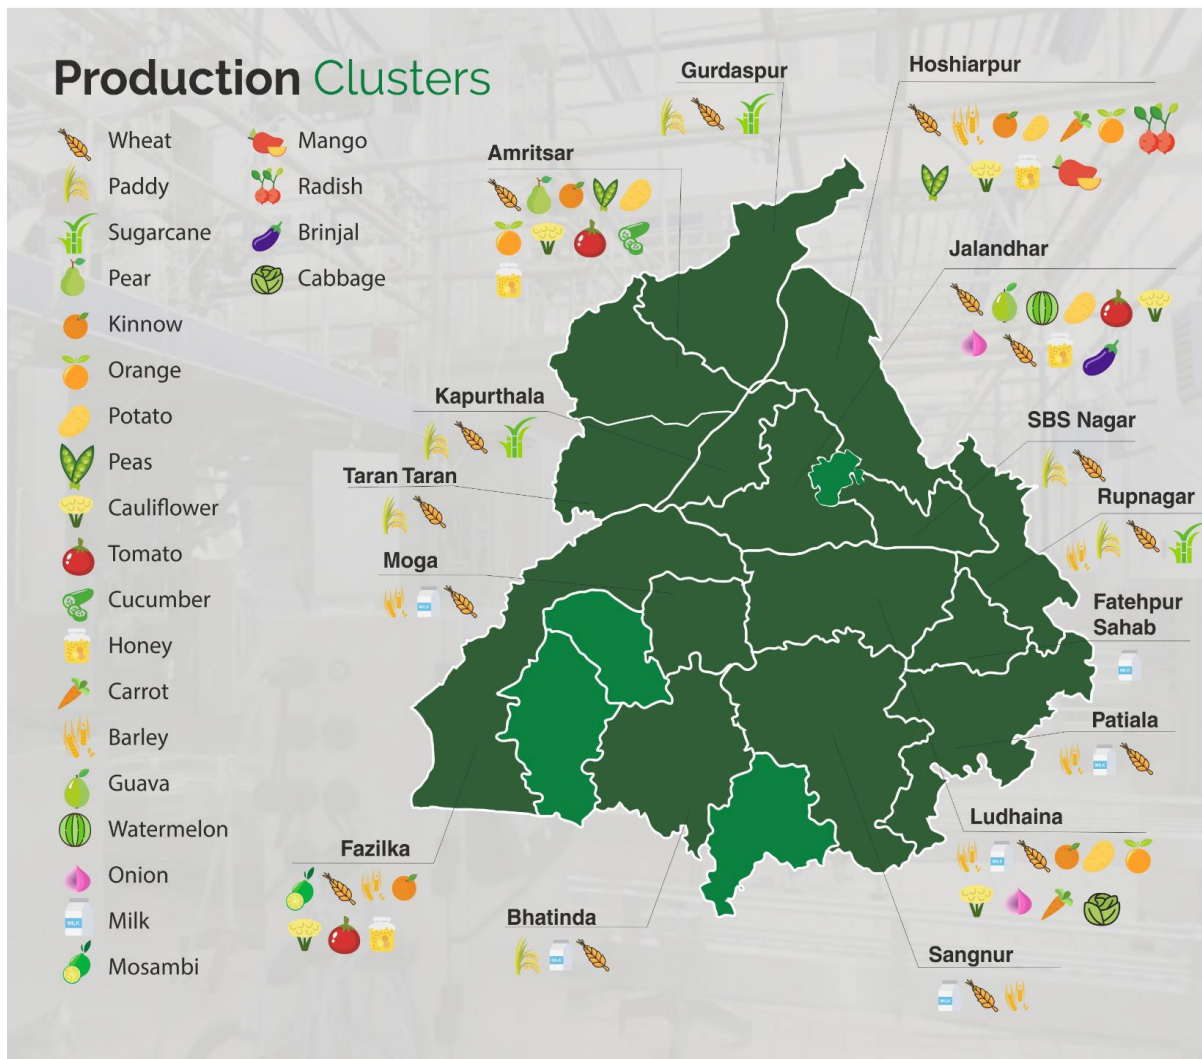 Production Clusters
Wheat
Paddy
Sugarcane
Pear
Kinnow
Orange
Potato
Peas
Cauliflower
Tomato
Cucumber
Honey
Carrot
Barley
Guava
Watermelon
Onion
Milk
Mosambi
Mango
Radish
Brinjal
Cabbage
Gurdaspur
Hoshiarpur
Amritsar
Jalandhar
Kapurthala
SBS Nagar
Taran Taran
Rupnagar
Moga
Fatehpur
Sahab
Patiala
Ludhaina
Fazilka
Bhatinda
Sangnur